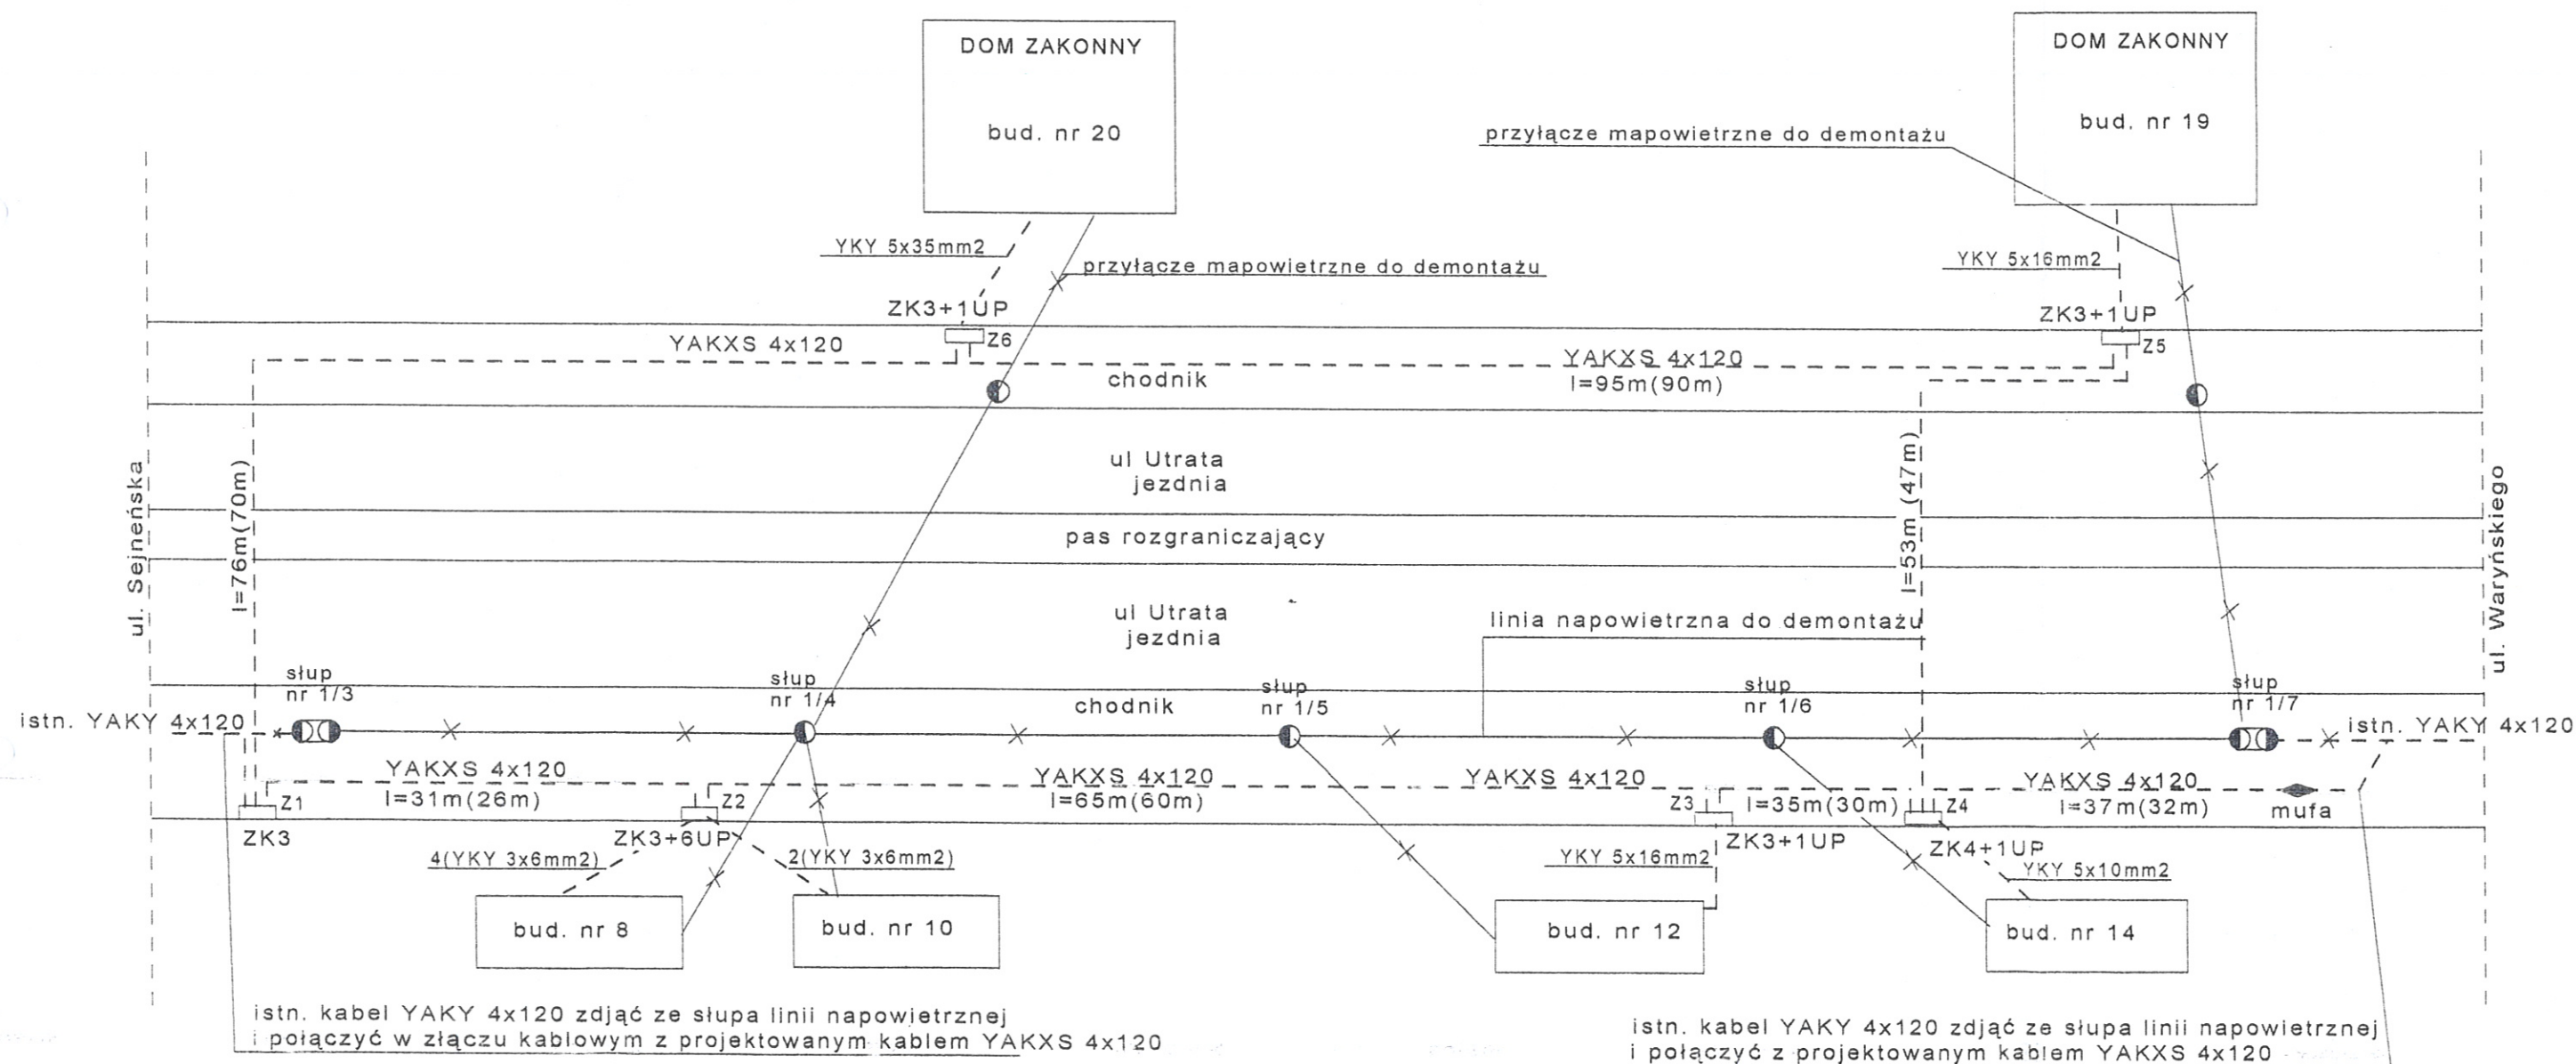 DOM ZAKONNY
bud. nr 20
DOM ZAKONNY
bud. nr 19
przyłącze mapowietrzne do demontażu
YKY 5x35mm2
przyłącze mapowietrzne do demontażu
YKY 5x16mm2
ZK3+1UP
Z6
ZK3+1UP
Z5
YAKXS 4x120
YAKXS 4x120
l=95m(90m)
chodnik
ul. Sejneńska
l=76m(70m)
ul Utrata
jezdnia
l=53m (47m)
ul. Waryńskiego
pas rozgraniczający
ul Utrata
jezdnia
linia napowietrzna do demontażu
słup
nr 1/3
słup
nr 1/4
chodnik
słup
nr 1/5
słup
nr 1/6
słup
nr 1/7
istn. YAKY 4x120
istn. YAKY 4x120
YAKXS 4x120
l=31m(26m)
YAKXS 4x120
l=65m(60m)
YAKXS 4x120
l=35m(30m)
YAKXS 4x120
l=37m(32m)
mufa
Z1
ZK3
Z2
ZK3+6UP
Z3
ZK3+1UP
Z4
ZK4+1UP
4(YKY 3x6mm2)
2(YKY 3x6mm2)
YKY 5x16mm2
YKY 5x10mm2
bud. nr 8
bud. nr 10
bud. nr 12
bud. nr 14
istn. kabel YAKY 4x120 zdjąć ze słupa linii napowietrznej
i połączyć w złączu kablowym z projektowanym kablem YAKXS 4x120
istn. kabel YAKY 4x120 zdjąć ze słupa linii napowietrznej
i połączyć z projektowanym kablem YAKXS 4x120